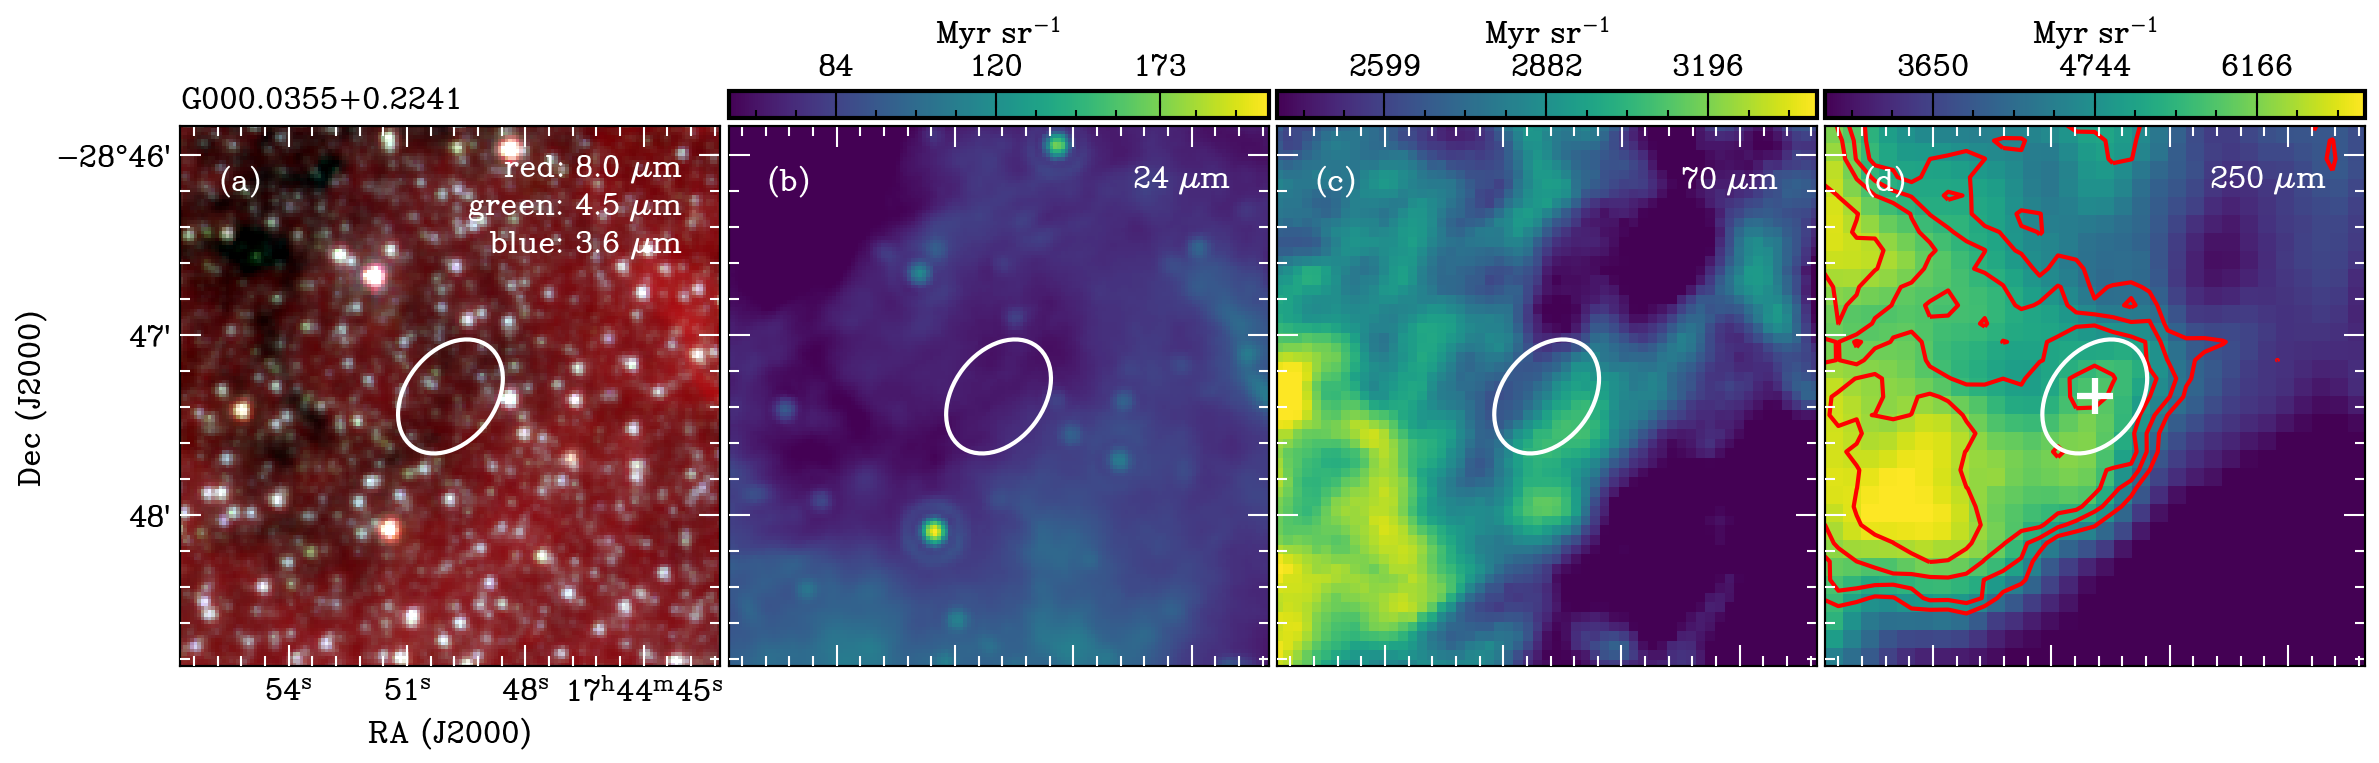 Myr sr⁻¹
84 120 173
Myr sr⁻¹
2599 2882 3196
Myr sr⁻¹
3650 4744 6166
G000.0355+0.2241
(a)
red: 8.0 μm
green: 4.5 μm
blue: 3.6 μm
(b)
24 μm
(c)
70 μm
(d)
250 μm
−28°46'
47'
48'
Dec (J2000)
54ˢ 51ˢ 48ˢ 17ʰ44ᵐ45ˢ
RA (J2000)